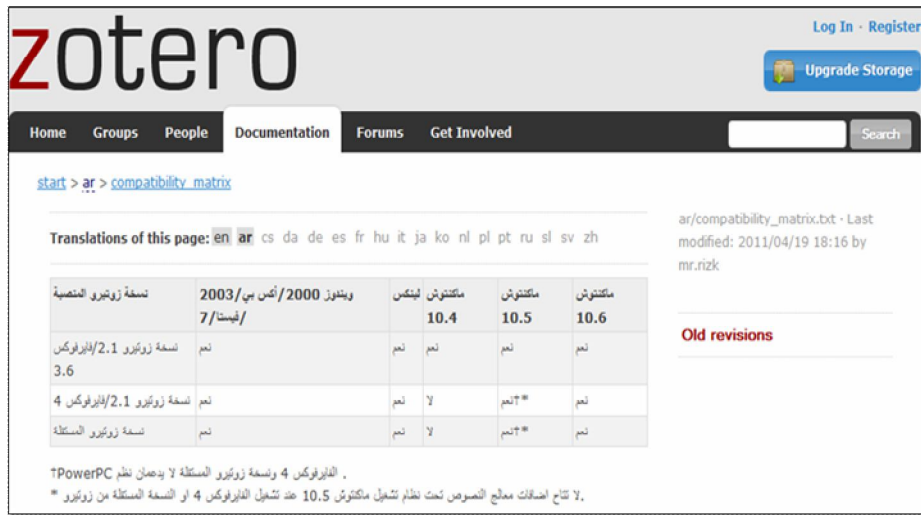 zotero
Log In · Register
Upgrade Storage
Home Groups People Documentation Forums Get Involved Search
start > ar > compatibility_matrix
Translations of this page: en ar cs da de es fr hu it ja ko nl pl pt ru sl sv zh
ar/compatibility_matrix.txt · Last
modified: 2011/04/19 18:16 by
mr.rizk
Old revisions
نسخة زوتيرو المنصبة ويندوز 2000/أكس بي/2003 لينكس ماكنتوش ماكنتوش ماكنتوش
/فيستا/7 10.4 10.5 10.6
نسخة زوتيرو 2.1/فايرفوكس نعم نعم نعم نعم نعم
3.6
نسخة زوتيرو 2.1/فايرفوكس 4 نعم نعم لا نعم†* نعم
نسخة زوتيرو المستقلة نعم نعم لا نعم†* نعم
†PowerPC الفايرفوكس 4 ونسخة زوتيرو المستقلة لا يدعمان نظم .
* لا تتاح اضافات معالج النصوص تحت نظام تشغيل ماكنتوش 10.5 عند تشغيل الفايرفوكس 4 او النسخة المستقلة من زوتيرو.